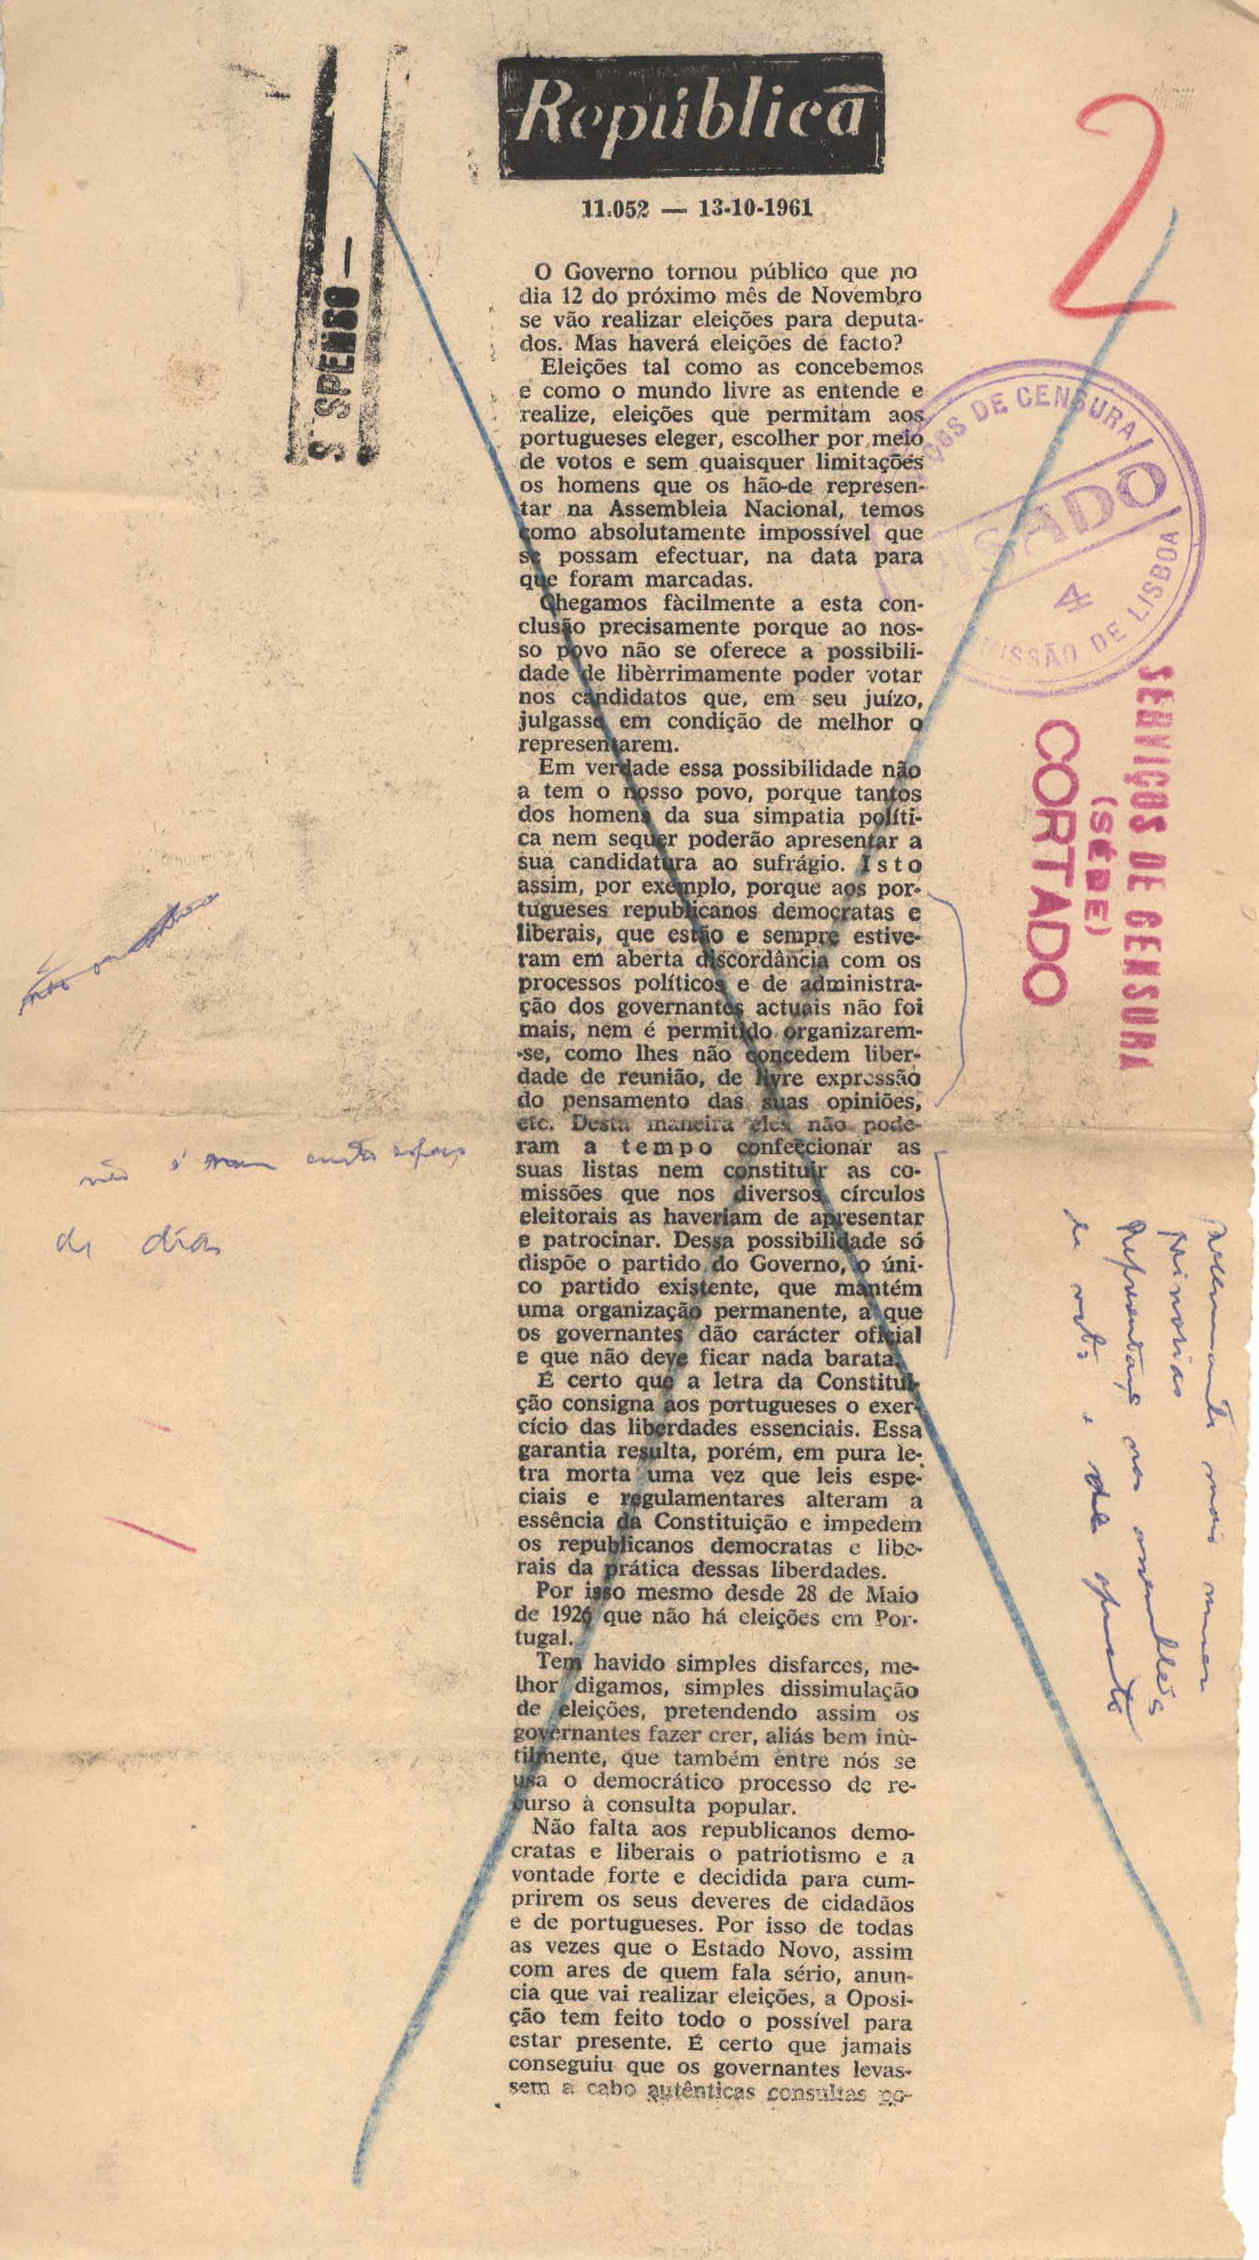 República
11.052 — 13-10-1961
SUSPENSO —
2
O Governo tornou público que no
dia 12 do próximo mês de Novembro
se vão realizar eleições para deputa-
dos. Mas haverá eleições de facto?
Eleições tal como as concebemos
e como o mundo livre as entende e
realize, eleições que permitam aos
portugueses eleger, escolher por meio
de votos e sem quaisquer limitações
os homens que os hão-de represen-
tar na Assembleia Nacional, temos
como absolutamente impossível que
se possam efectuar, na data para
que foram marcadas.
Chegamos fàcilmente a esta con-
clusão precisamente porque ao nos-
so povo não se oferece a possibili-
dade de libèrrimamente poder votar
nos candidatos que, em seu juízo,
julgasse em condição de melhor o
representarem.
Em verdade essa possibilidade não
a tem o nosso povo, porque tantos
dos homens da sua simpatia políti-
ca nem sequer poderão apresentar a
sua candidatura ao sufrágio. Isto
assim, por exemplo, porque aos por-
tugueses republicanos democratas e
liberais, que estão e sempre estive-
ram em aberta discordância com os
processos políticos e de administra-
ção dos governantes actuais não foi
mais, nem é permitido organizarem-
-se, como lhes não concedem liber-
dade de reunião, de livre expressão
do pensamento das suas opiniões,
etc. Desta maneira eles não pode-
ram a tempo confeccionar as
suas listas nem constituir as co-
missões que nos diversos círculos
eleitorais as haveriam de apresentar
e patrocinar. Dessa possibilidade só
dispõe o partido do Governo, o úni-
co partido existente, que mantém
uma organização permanente, a que
os governantes dão carácter oficial
e que não deve ficar nada barata.
É certo que a letra da Constitui-
ção consigna aos portugueses o exer-
cício das liberdades essenciais. Essa
garantia resulta, porém, em pura le-
tra morta uma vez que leis espe-
ciais e regulamentares alteram a
essência da Constituição e impedem
os republicanos democratas e libe-
rais da prática dessas liberdades.
Por isso mesmo desde 28 de Maio
de 1926 que não há eleições em Por-
tugal.
Tem havido simples disfarces, me-
lhor digamos, simples dissimulação
de eleições, pretendendo assim os
governantes fazer crer, aliás bem inù-
tilmente, que também entre nós se
usa o democrático processo de re-
curso à consulta popular.
Não falta aos republicanos demo-
cratas e liberais o patriotismo e a
vontade forte e decidida para cum-
prirem os seus deveres de cidadãos
e de portugueses. Por isso de todas
as vezes que o Estado Novo, assim
com ares de quem fala sério, anun-
cia que vai realizar eleições, a Oposi-
ção tem feito todo o possível para
estar presente. É certo que jamais
conseguiu que os governantes levas-
sem a cabo autênticas consultas po-
ÇOS DE CENSURA
VISADO
4
MISSÃO DE LISBOA
SERVIÇOS DE CENSURA
(SÉDE)
CORTADO
não é
de dias
minorias